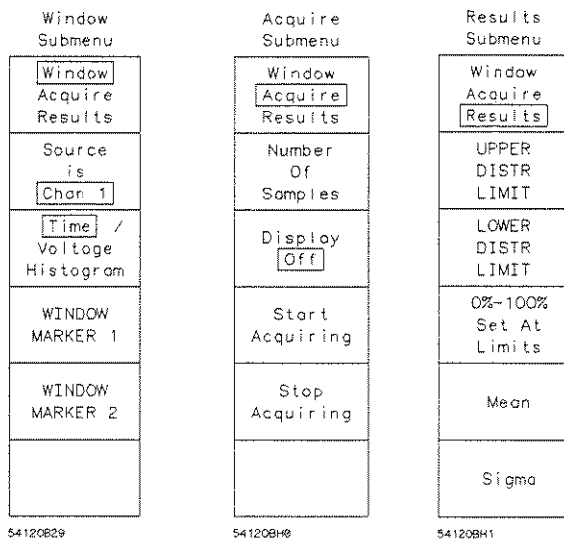 Window
Submenu
Window
Acquire
Results
Source
is
Chan 1
Time /
Voltage
Histogram
WINDOW
MARKER 1
WINDOW
MARKER 2
54120B29
Acquire
Submenu
Window
Acquire
Results
Number
Of
Samples
Display
Off
Start
Acquiring
Stop
Acquiring
54120BH0
Results
Submenu
Window
Acquire
Results
UPPER
DISTR
LIMIT
LOWER
DISTR
LIMIT
0%-100%
Set At
Limits
Mean
Sigma
54120BH1